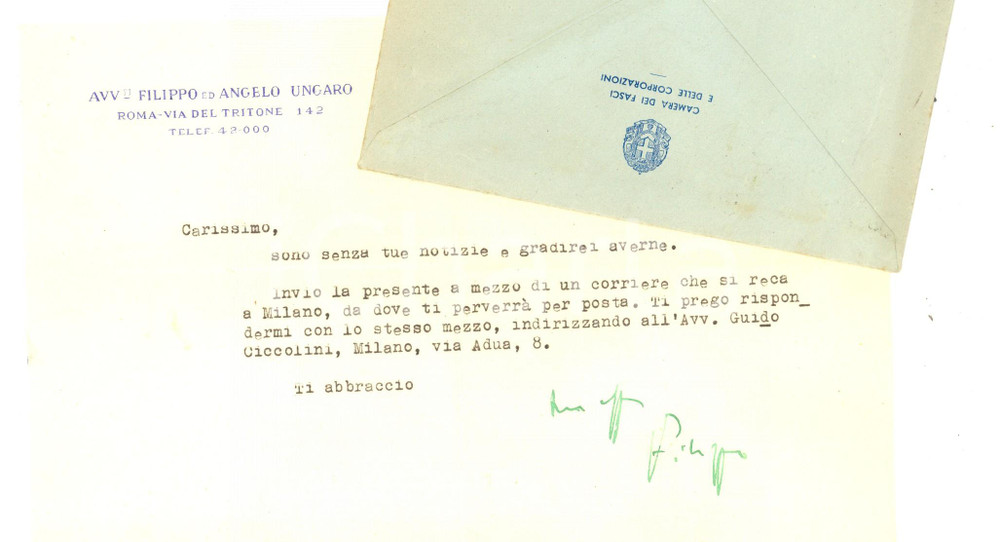 AVV.TI FILIPPO ED ANGELO UNGARO
ROMA-VIA DEL TRITONE 142
TELEF. 42-000
CAMERA DEI FASCI
E DELLE CORPORAZIONI
Carissimo,
sono senza tue notizie e gradirei averne.
Invio la presente a mezzo di un corriere che si reca
a Milano, da dove ti perverrà per posta. Ti prego rispon_
dermi con lo stesso mezzo, indirizzando all'Avv. Guido
Ciccolini, Milano, via Adua, 8.
Ti abbraccio
Filippo